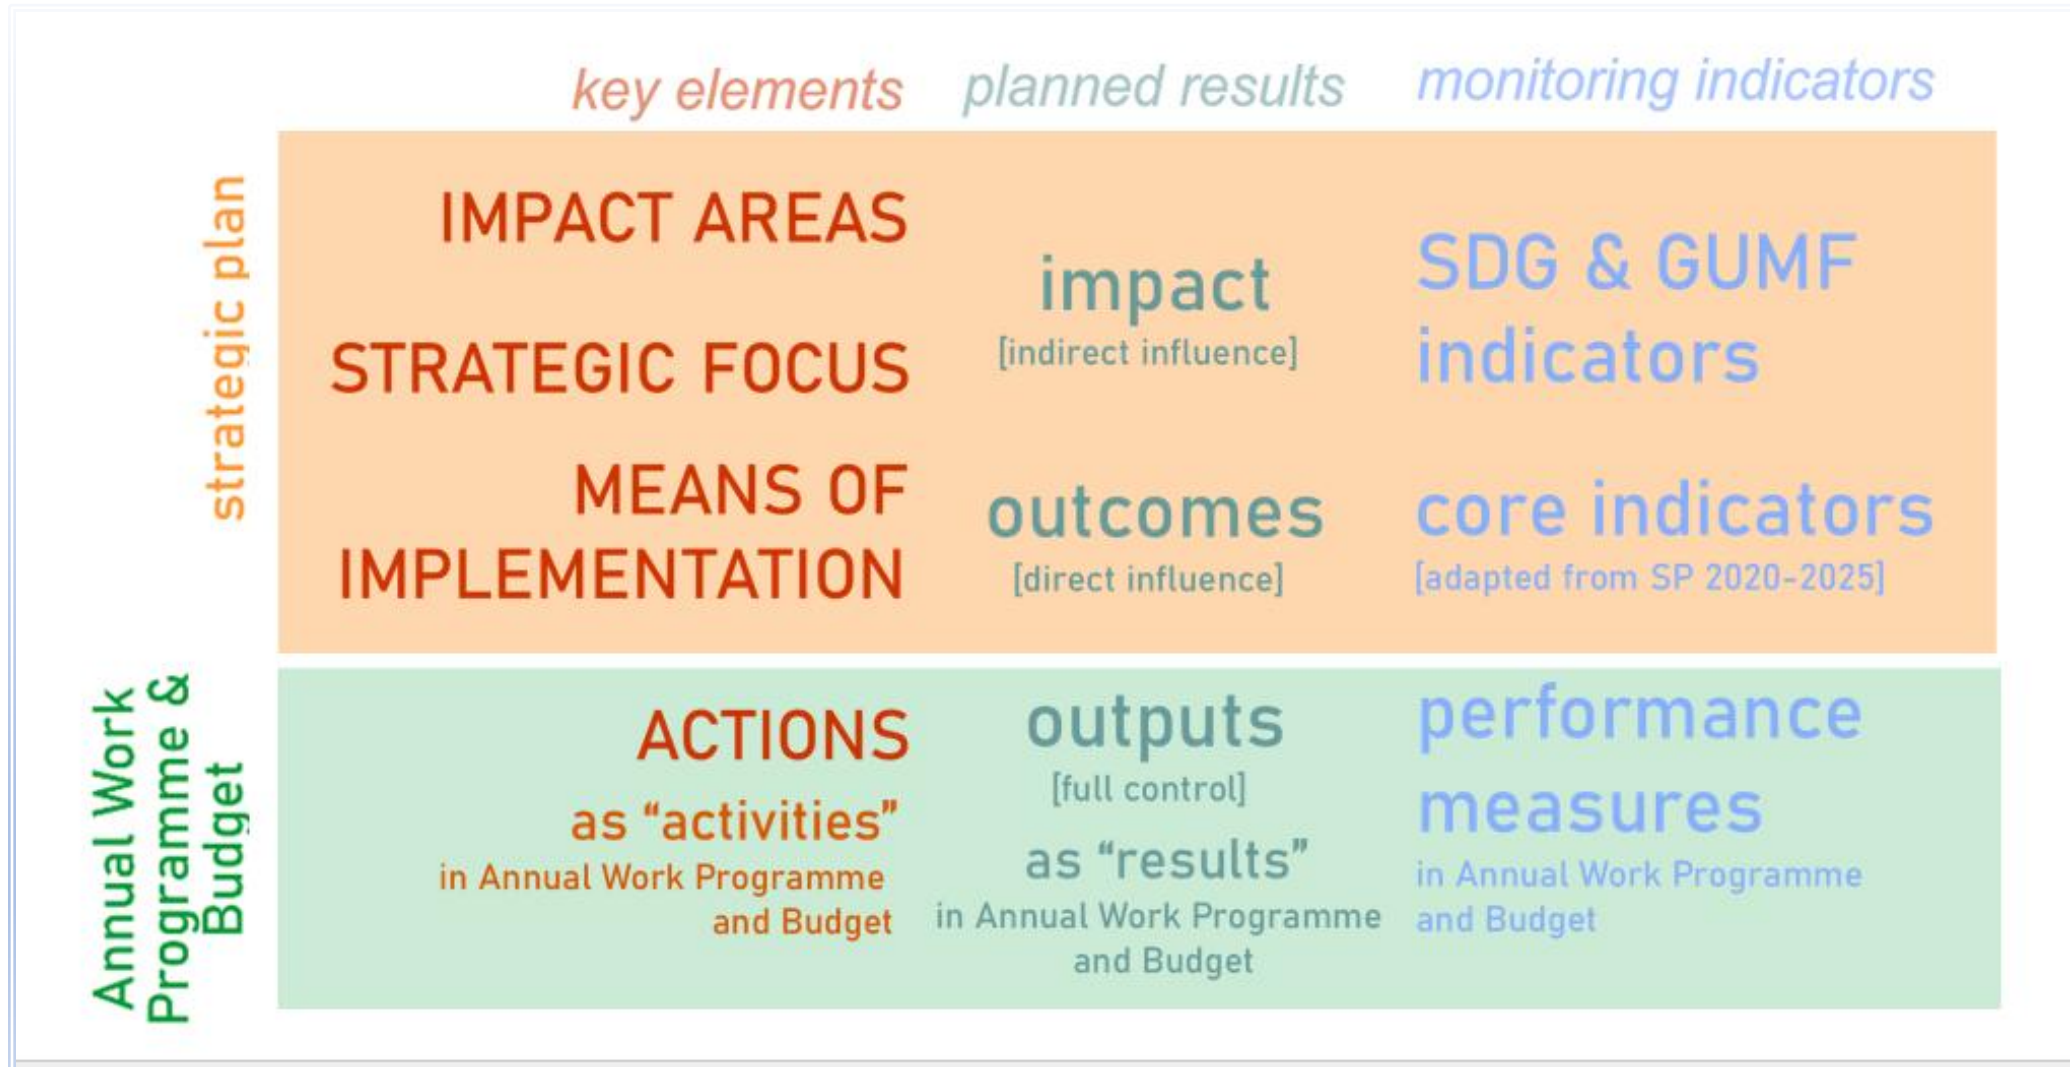 key elements
planned results
monitoring indicators
strategic plan
IMPACT AREAS
STRATEGIC FOCUS
MEANS OF
IMPLEMENTATION
impact
[indirect influence]
outcomes
[direct influence]
SDG & GUMF
indicators
core indicators
[adapted from SP 2020-2025]
Annual Work
Programme &
Budget
ACTIONS
as “activities”
in Annual Work Programme
and Budget
outputs
[full control]
as “results”
in Annual Work Programme
and Budget
performance
measures
in Annual Work Programme
and Budget